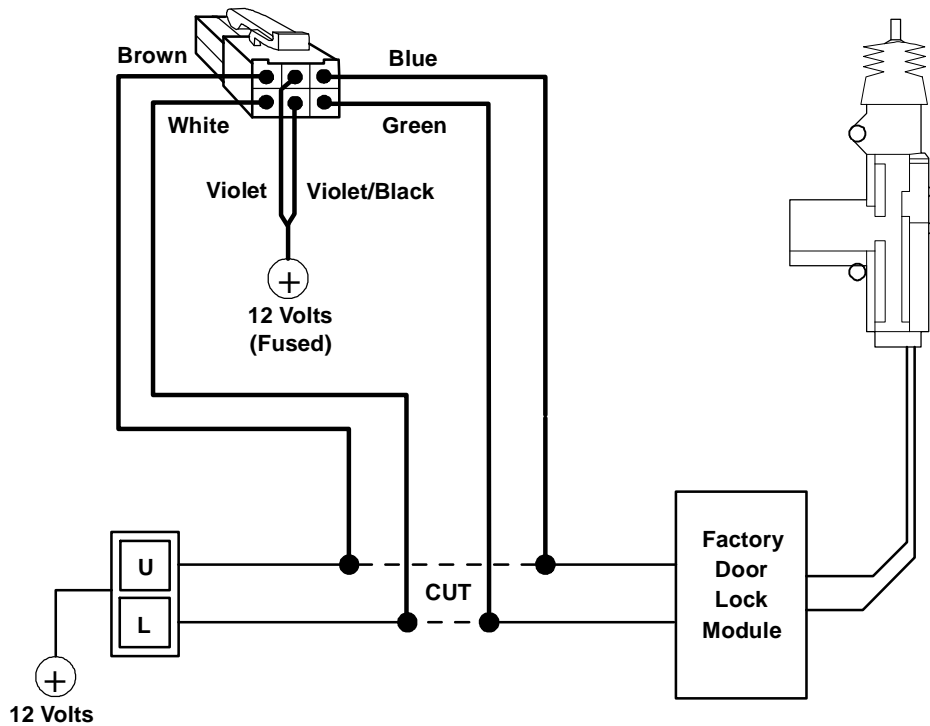 Brown
Blue
White
Green
Violet
Violet/Black
+
12 Volts
(Fused)
U
L
CUT
Factory
Door
Lock
Module
+
12 Volts